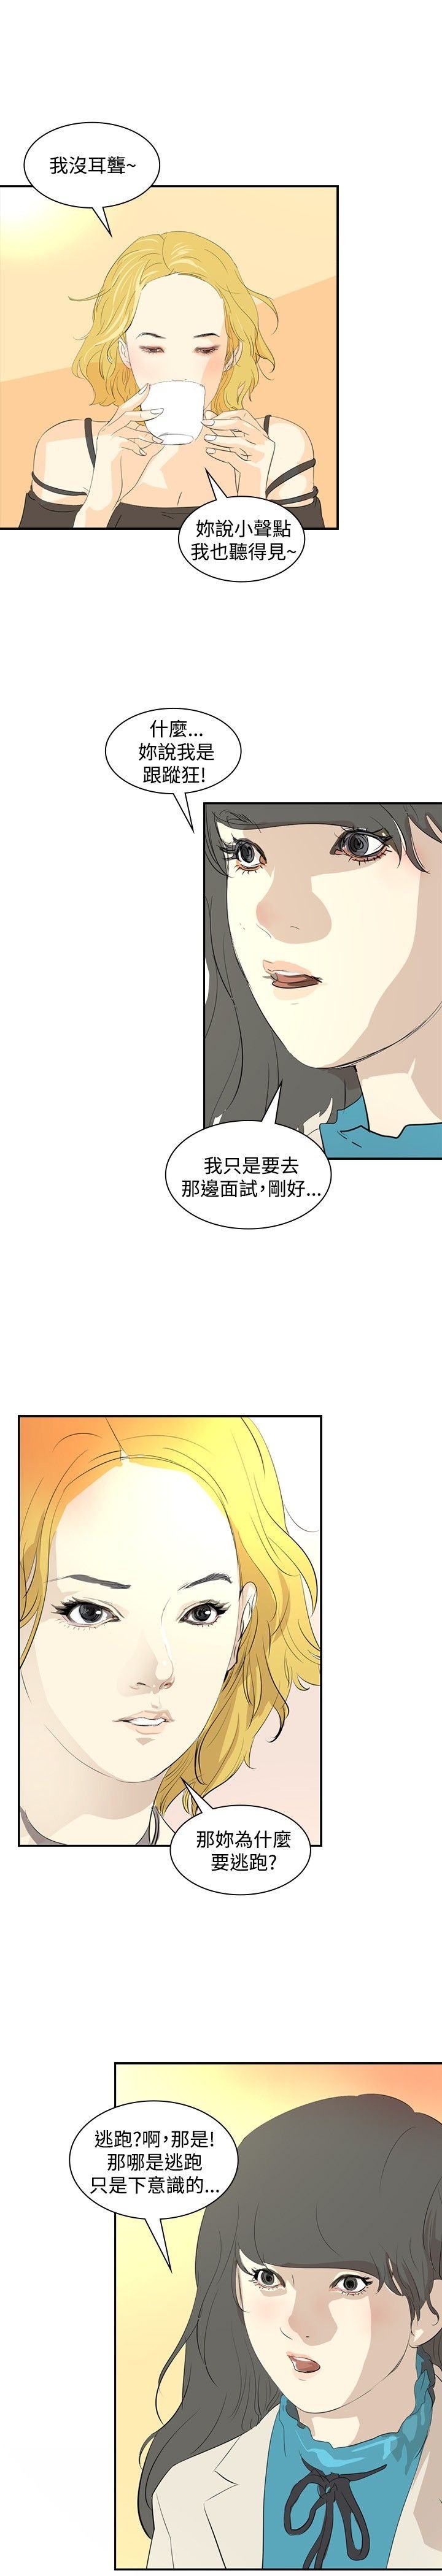 我沒耳聾~
妳說小聲點
我也聽得見~
什麼...
妳說我是
跟蹤狂!
我只是要去
那邊面試，剛好...
那妳為什麼
要逃跑?
逃跑?啊，那是!
那哪是逃跑
只是下意識的...